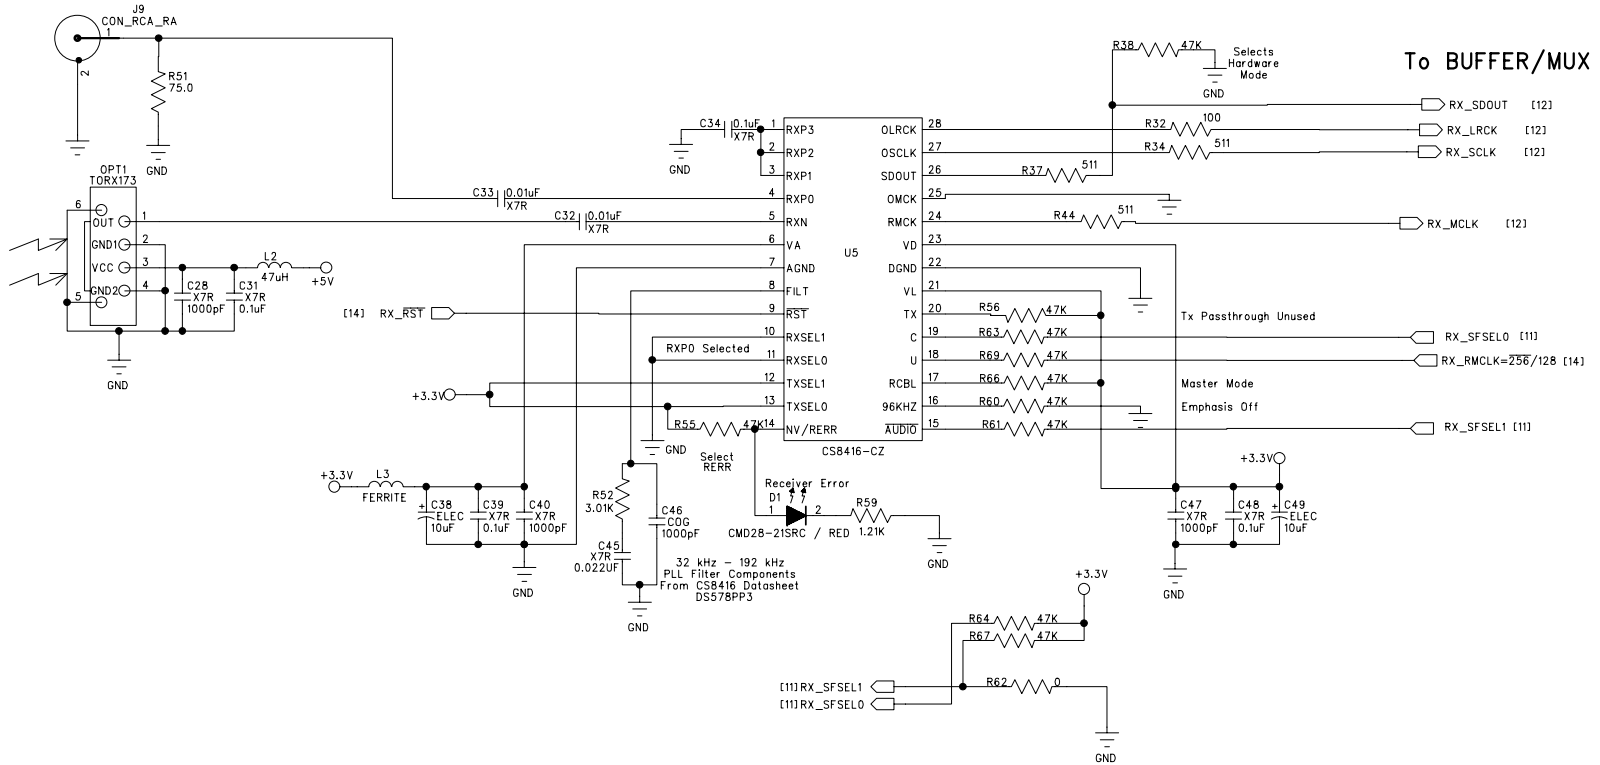 J9
CON_RCA_RA
1
2
R51
75.0
GND
R38 47K
Selects
Hardware
Mode
GND
To BUFFER/MUX
RX_SDOUT [12]
RX_LRCK [12]
RX_SCLK [12]
RX_MCLK [12]
R32 100
R34 511
R37 511
R44 511
C34 0.1uF
X7R
GND
C33 0.01uF
X7R
C32 0.01uF
X7R
OPT1
TORX173
6
OUT 1
GND1 2
VCC 3
GND2 4
5
GND
C28
X7R
1000pF
C31
X7R
0.1uF
L2
47uH
+5V
[14] RX_RST
1 RXP3 OLRCK 28
2 RXP2 OSCLK 27
3 RXP1 SDOUT 26
4 RXP0 OMCK 25
5 RXN RMCK 24
6 VA VD 23
U5
7 AGND DGND 22
8 FILT VL 21
9 RST TX 20
10 RXSEL1 C 19
11 RXSEL0 U 18
12 TXSEL1 RCBL 17
13 TXSEL0 96KHZ 16
14 NV/RERR AUDIO 15
CS8416-CZ
RXP0 Selected
+3.3V
R55 47K
GND
Select
RERR
R56 47K
R63 47K
R69 47K
R66 47K
R60 47K
R61 47K
Tx Passthrough Unused
RX_SFSEL0 [11]
RX_RMCLK=256/128 [14]
Master Mode
Emphasis Off
RX_SFSEL1 [11]
+3.3V
L3
FERRITE
C38
+
ELEC
10uF
C39
X7R
0.1uF
C40
X7R
1000pF
GND
R52
3.01K
C45
X7R
0.022UF
C46
COG
1000pF
GND
32 kHz - 192 kHz
PLL Filter Components
From CS8416 Datasheet
DS578PP3
Receiver Error
D1
1 2
CMD28-21SRC / RED
R59
1.21K
GND
+3.3V
C47
X7R
1000pF
C48
X7R
0.1uF
C49
+
ELEC
10uF
GND
+3.3V
R64 47K
R67 47K
R62 0
[11] RX_SFSEL1
[11] RX_SFSEL0
GND